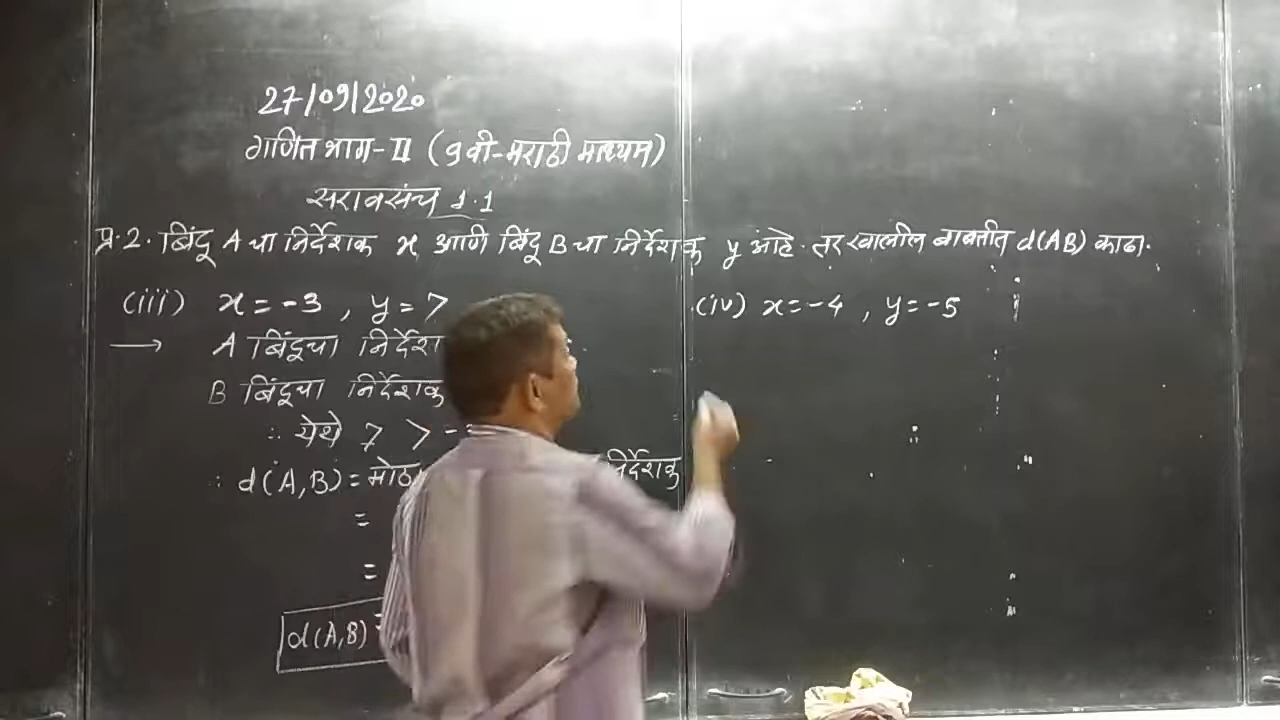 27/09/2020
गणित भाग-II (9वी-मराठी माध्यम)
सरावसंच 1.1
प्र.2. बिंदू A चा निर्देशक x आणि बिंदू B चा निर्देशक y आहे. तर खालील बाबतीत d(AB) काढा.
(iii) x = -3 , y = 7
→ A बिंदूचा
B बिंदूचा निर्देशक
∴ येथे 7 > -
∴ d(A,B) = निर्देशक
=
=
d(A,B) =
(iv) x = -4 , y = -5